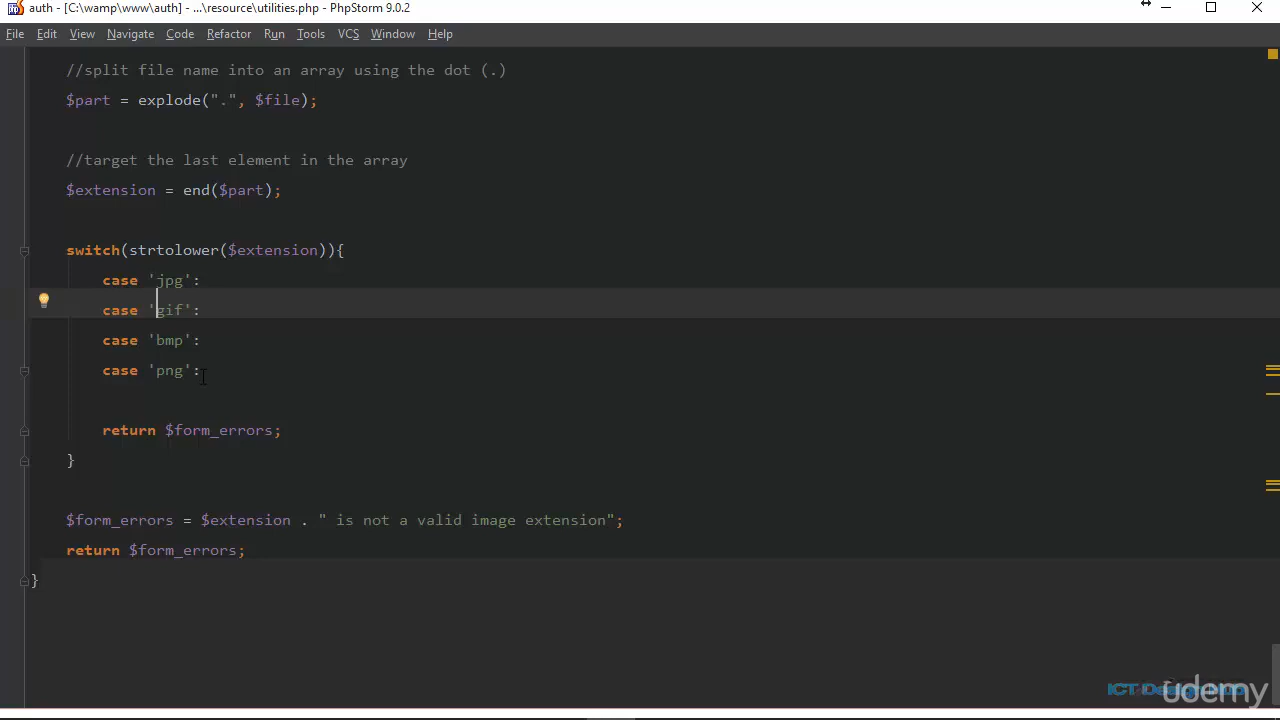 auth - [C:\wamp\www\auth] - ...\resource\utilities.php - PhpStorm 9.0.2
File Edit View Navigate Code Refactor Run Tools VCS Window Help
//split file name into an array using the dot (.)
$part = explode(".", $file);
//target the last element in the array
$extension = end($part);
switch(strtolower($extension)){
case 'jpg':
case 'gif':
case 'bmp':
case 'png':
return $form_errors;
}
$form_errors = $extension . " is not a valid image extension";
return $form_errors;
}
ICT Design Hub
udemy